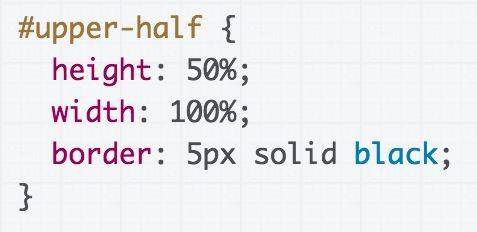 #upper-half {
  height: 50%;
  width: 100%;
  border: 5px solid black;
}